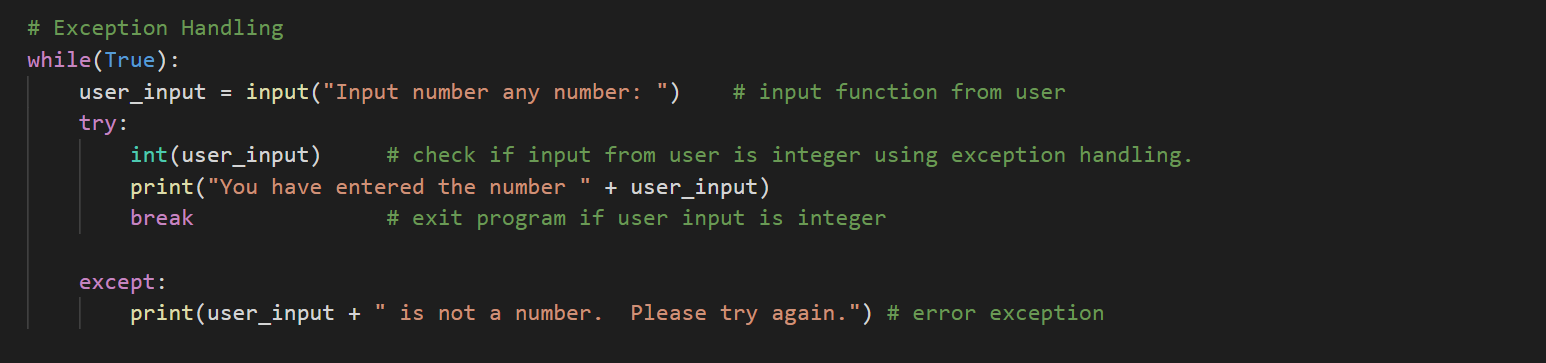 # Exception Handling
while(True):
    user_input = input("Input number any number: ")    # input function from user
    try:
        int(user_input)     # check if input from user is integer using exception handling.
        print("You have entered the number " + user_input)
        break               # exit program if user input is integer

    except:
        print(user_input + " is not a number.  Please try again.") # error exception